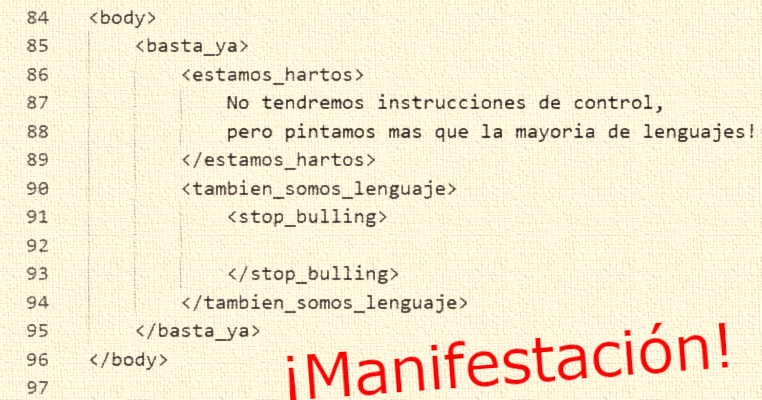 84 <body>
85 <basta_ya>
86 <estamos_hartos>
87 No tendremos instrucciones de control,
88 pero pintamos mas que la mayoria de lenguajes!
89 </estamos_hartos>
90 <tambien_somos_lenguaje>
91 <stop_bulling>
92
93 </stop_bulling>
94 </tambien_somos_lenguaje>
95 </basta_ya>
96 </body>
97
¡Manifestación!